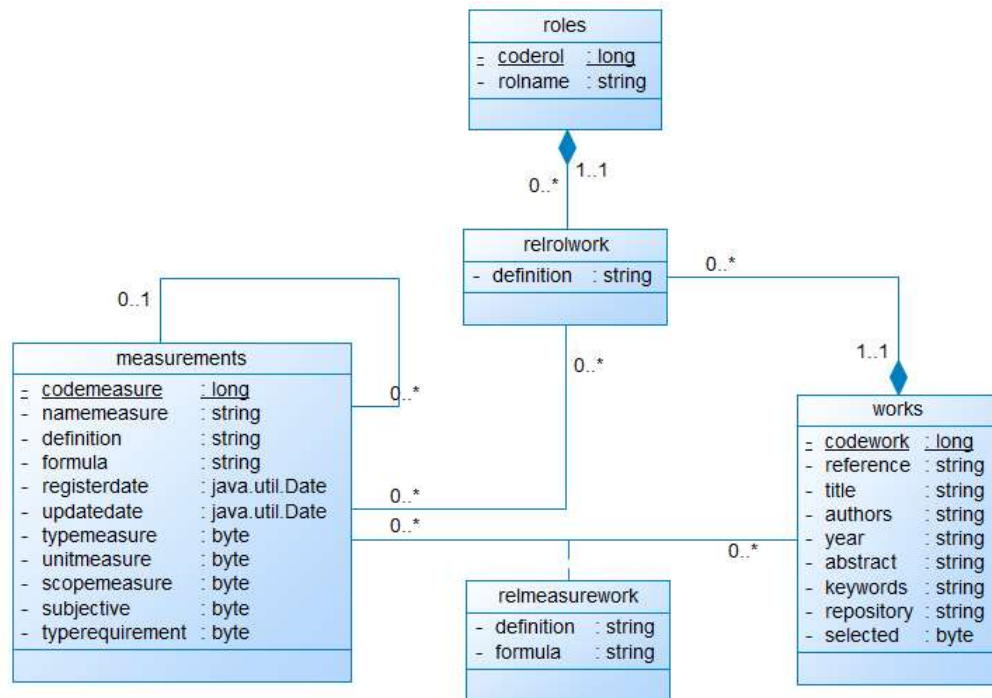 roles
- coderol : long
- rolname : string
1..1
0..*
relrolwork
- definition : string
0..*
0..1
0..*
1..1
measurements
- codemeasure : long
- namemeasure : string
- definition : string
- formula : string
- registerdate : java.util.Date
- updatedate : java.util.Date
- typemeasure : byte
- unitmeasure : byte
- scopemeasure : byte
- subjective : byte
- typerequirement : byte
0..*
0..*
0..*
0..*
works
- codework : long
- reference : string
- title : string
- authors : string
- year : string
- abstract : string
- keywords : string
- repository : string
- selected : byte
relmeasurework
- definition : string
- formula : string